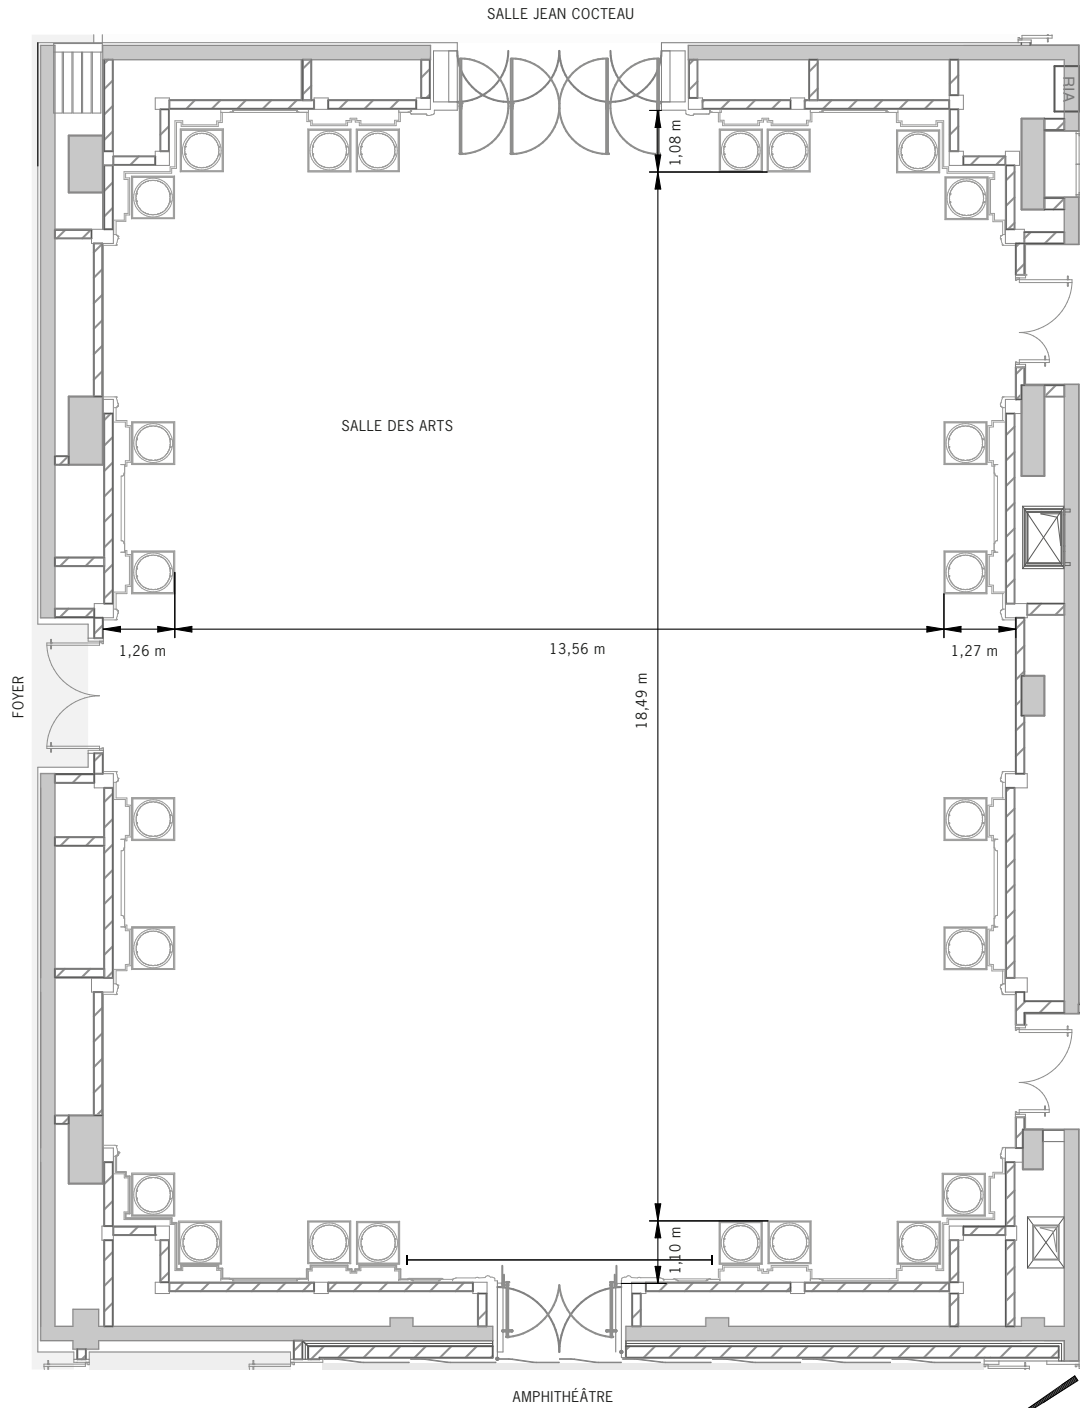 SALLE JEAN COCTEAU
RIA
1,08 m
SALLE DES ARTS
1,26 m
13,56 m
1,27 m
FOYER
18,49 m
1,10 m
AMPHITHÉÂTRE